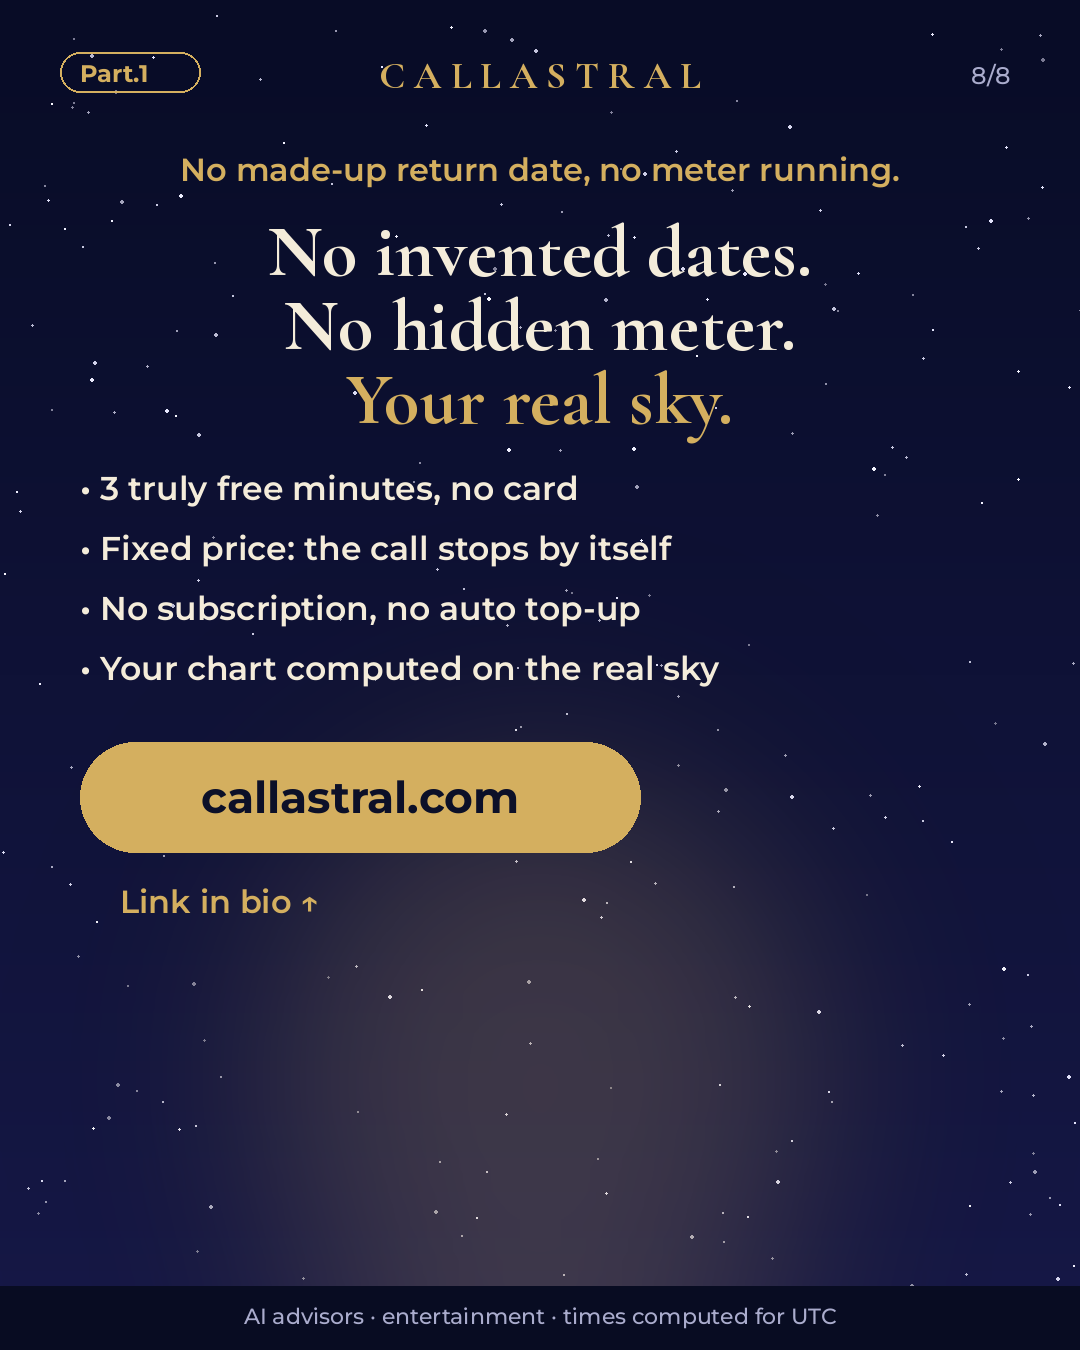 Part.1
CALLASTRAL
8/8
No made-up return date, no meter running.
No invented dates.
No hidden meter.
Your real sky.
• 3 truly free minutes, no card
• Fixed price: the call stops by itself
• No subscription, no auto top-up
• Your chart computed on the real sky
callastral.com
Link in bio ↑
AI advisors · entertainment · times computed for UTC